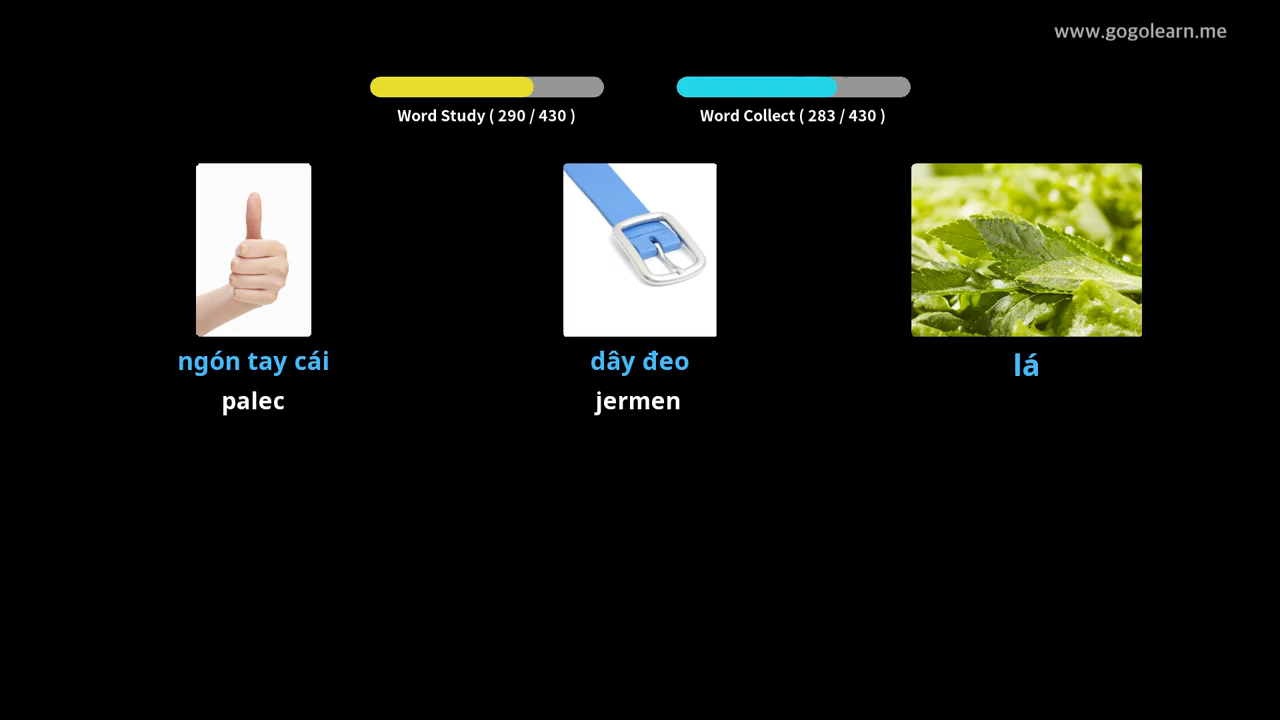 www.gogolearn.me
Word Study ( 290 / 430 )
Word Collect ( 283 / 430 )
ngón tay cái
dây đeo
lá
palec
jermen